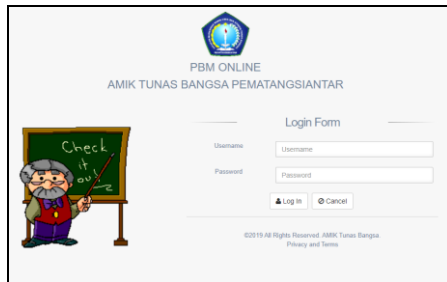 PBM ONLINE
AMIK TUNAS BANGSA PEMATANGSIANTAR
Login Form
Check
it
out!
Username
Username
Password
Password
Log In
Cancel
©2019 All Rights Reserved. AMIK Tunas Bangsa.
Privacy and Terms